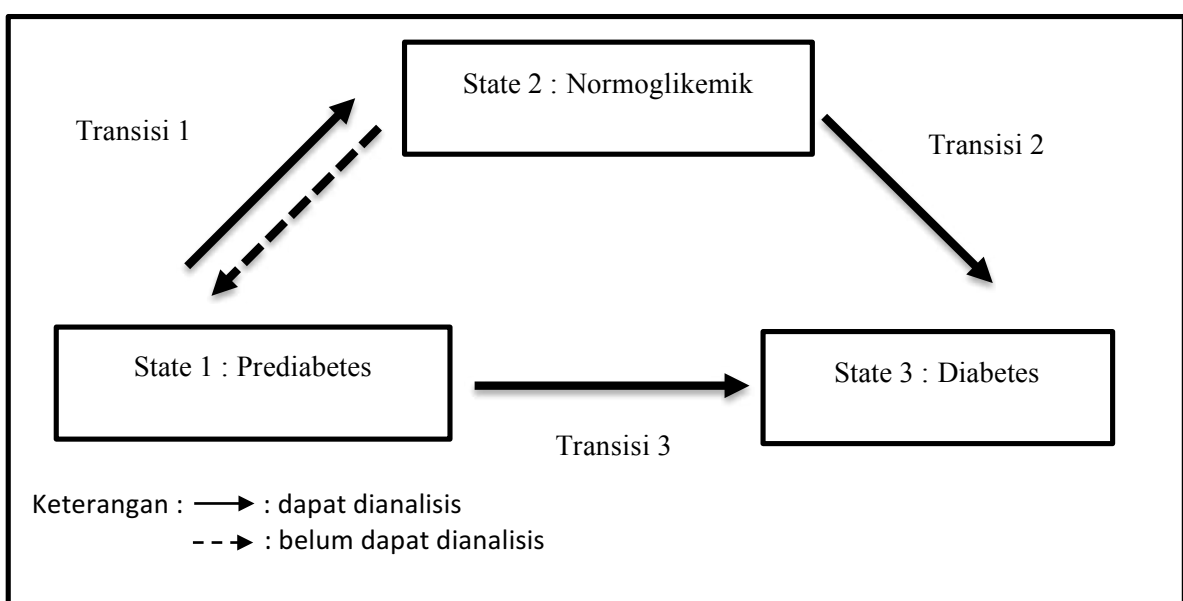 State 2 : Normoglikemik
Transisi 1
Transisi 2
State 1 : Prediabetes
State 3 : Diabetes
Transisi 3
Keterangan : : dapat dianalisis
: belum dapat dianalisis